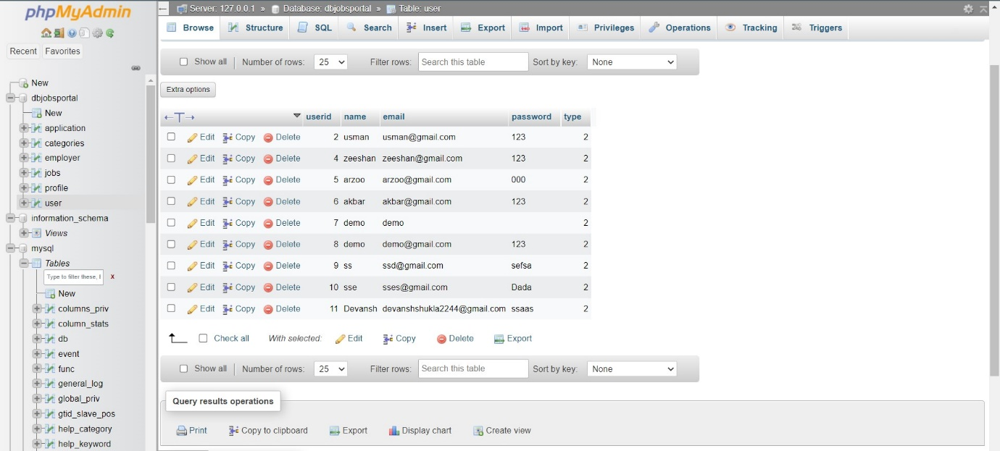 phpMyAdmin
Recent Favorites
New
dbjobsportal
New
application
categories
employer
jobs
profile
user
information_schema
Views
mysql
Tables
Type to filter these, X
New
columns_priv
column_stats
db
event
func
general_log
global_priv
gtid_slave_pos
help_category
help_keyword
Server: 127.0.0.1 » Database: dbjobsportal » Table: user
Browse Structure SQL Search Insert Export Import Privileges Operations Tracking Triggers
Show all Number of rows: 25 Filter rows: Search this table Sort by key: None
Extra options
←T→ userid name email password type
Edit Copy Delete 2 usman usman@gmail.com 123 2
Edit Copy Delete 4 zeeshan zeeshan@gmail.com 123 2
Edit Copy Delete 5 arzoo arzoo@gmail.com 000 2
Edit Copy Delete 6 akbar akbar@gmail.com 123 2
Edit Copy Delete 7 demo demo 2
Edit Copy Delete 8 demo demo@gmail.com 123 2
Edit Copy Delete 9 ss ssd@gmail.com sefsa 2
Edit Copy Delete 10 sse sses@gmail.com Dada 2
Edit Copy Delete 11 Devansh devanshshukla2244@gmail.com ssaas 2
Check all With selected: Edit Copy Delete Export
Show all Number of rows: 25 Filter rows: Search this table Sort by key: None
Query results operations
Print Copy to clipboard Export Display chart Create view